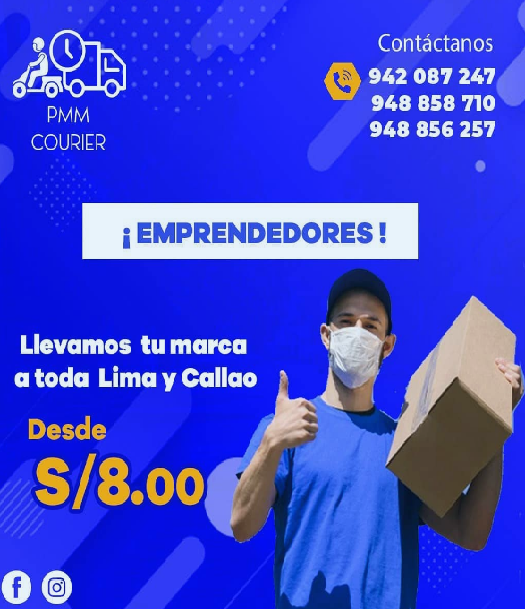 PMM
COURIER
Contáctanos
942 087 247
948 858 710
948 856 257
¡EMPRENDEDORES!
Llevamos tu marca
a toda Lima y Callao
Desde
S/8.00